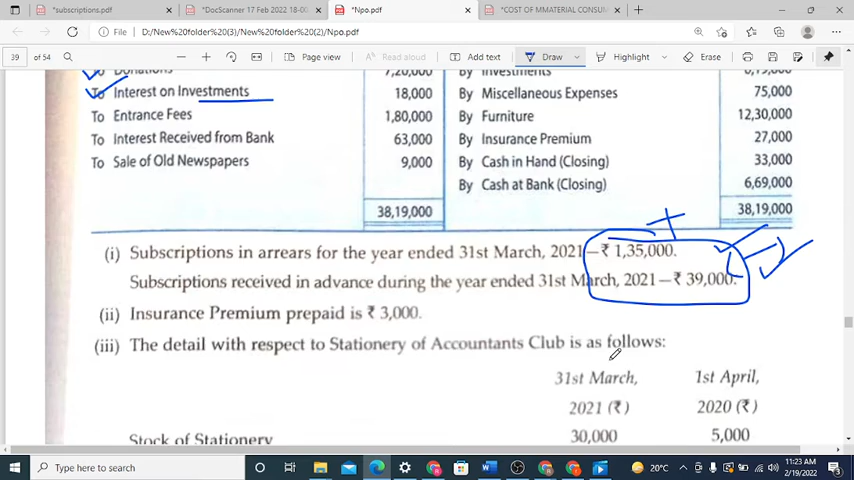 *subscriptions.pdf
*DocScanner 17 Feb 2022 18-0
*Npo.pdf
*COST OF MMATERIAL CONSUM
File D:/New%20folder%20(3)/New%20folder%20(2)/Npo.pdf
39 of 54 Page view Read aloud Add text Draw Highlight Erase
To Donations 7,20,000 By Investments
To Interest on Investments 18,000 By Miscellaneous Expenses 75,000
To Entrance Fees 1,80,000 By Furniture 12,30,000
To Interest Received from Bank 63,000 By Insurance Premium 27,000
To Sale of Old Newspapers 9,000 By Cash in Hand (Closing) 33,000
By Cash at Bank (Closing) 6,69,000
38,19,000 38,19,000
+
(i) Subscriptions in arrears for the year ended 31st March, 2021–₹ 1,35,000.
Subscriptions received in advance during the year ended 31st March, 2021–₹ 39,000.
(ii) Insurance Premium prepaid is ₹ 3,000.
(iii) The detail with respect to Stationery of Accountants Club is as follows:
31st March, 1st April,
2021 (₹) 2020 (₹)
Stock of Stationery 30,000 5,000
Type here to search
20°C
11:23 AM
2/19/2022